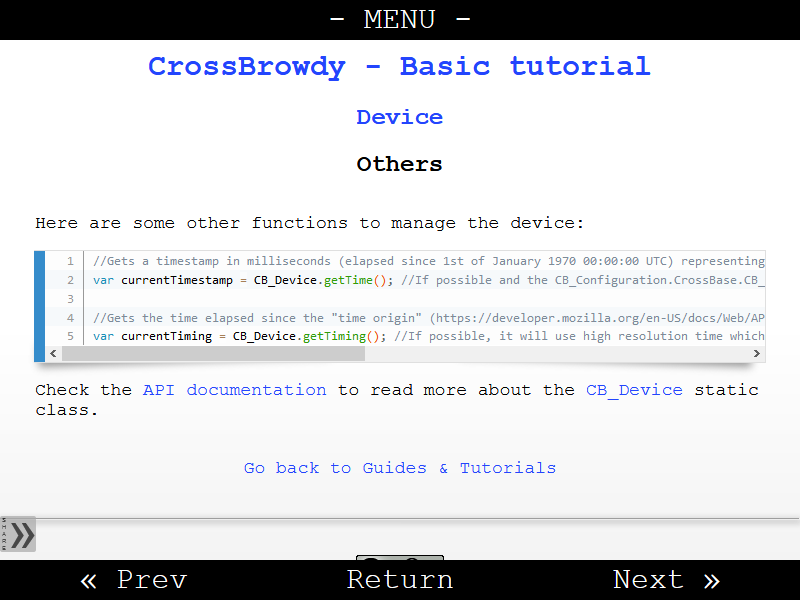 - MENU -
CrossBrowdy - Basic tutorial
Device
Others
Here are some other functions to manage the device:
1 //Gets a timestamp in milliseconds (elapsed since 1st of January 1970 00:00:00 UTC) representing
2 var currentTimestamp = CB_Device.getTime(); //If possible and the CB_Configuration.CrossBase.CB_
3
4 //Gets the time elapsed since the "time origin" (https://developer.mozilla.org/en-US/docs/Web/AP
5 var currentTiming = CB_Device.getTiming(); //If possible, it will use high resolution time which
Check the API documentation to read more about the CB_Device static
class.
Go back to Guides & Tutorials
SHARE »
« Prev Return Next »